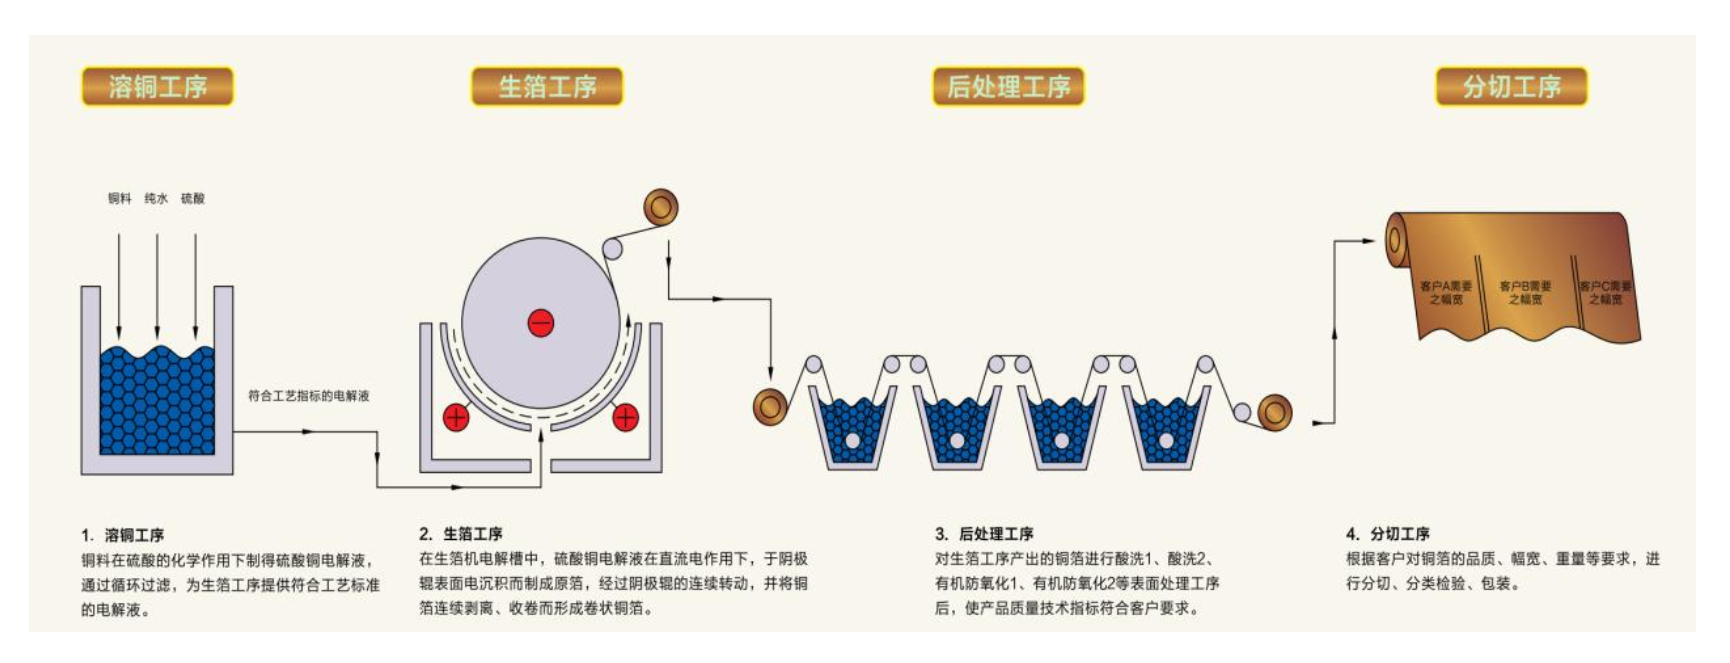 溶铜工序
生箔工序
后处理工序
分切工序
铜料 纯水 硫酸
符合工艺指标的电解液
客户A需要
之幅宽
客户B需要
之幅宽
客户C需要
之幅宽
1. 溶铜工序
铜料在硫酸的化学作用下制得硫酸铜电解液，
通过循环过滤，为生箔工序提供符合工艺标准
的电解液。
2. 生箔工序
在生箔机电解槽中，硫酸铜电解液在直流电作用下，于阴极
辊表面电沉积而制成原箔，经过阴极辊的连续转动，并将铜
箔连续剥离、收卷而形成卷状铜箔。
3. 后处理工序
对生箔工序产出的铜箔进行酸洗1、酸洗2、
有机防氧化1、有机防氧化2等表面处理工序
后，使产品质量技术指标符合客户要求。
4. 分切工序
根据客户对铜箔的品质、幅宽、重量等要求，进
行分切、分类检验、包装。